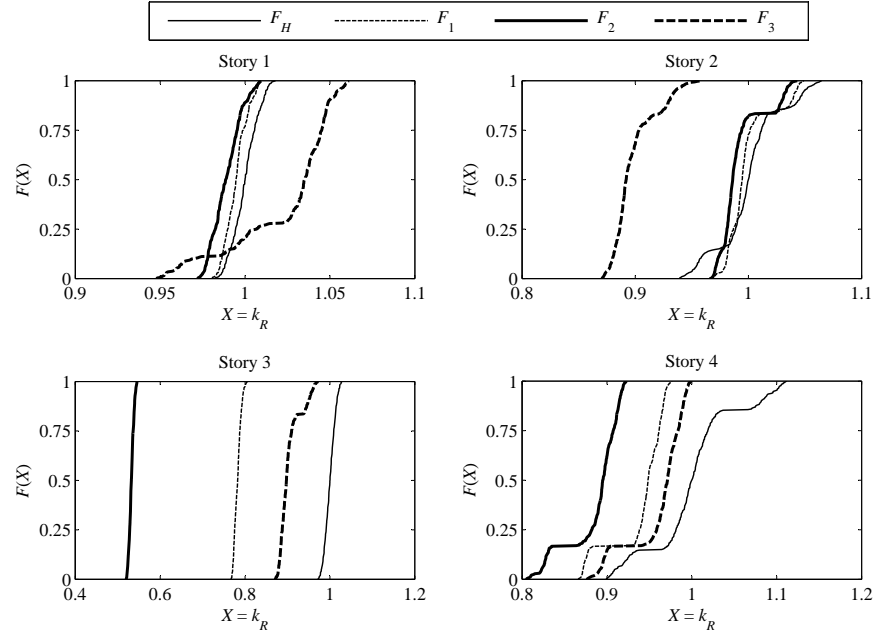 F_H F_1 F_2 F_3
Story 1
1
0.75
0.5
0.25
0
F(X)
0.9 0.95 1 1.05 1.1
X = k_R
Story 2
1
0.75
0.5
0.25
0
F(X)
0.8 0.9 1 1.1
X = k_R
Story 3
1
0.75
0.5
0.25
0
F(X)
0.4 0.6 0.8 1 1.2
X = k_R
Story 4
1
0.75
0.5
0.25
0
F(X)
0.8 0.9 1 1.1 1.2
X = k_R